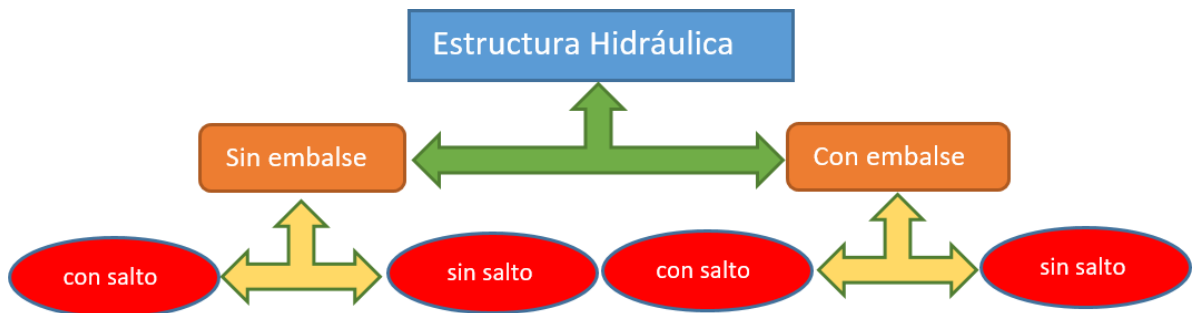 Estructura Hidráulica
Sin embalse
Con embalse
con salto
sin salto
con salto
sin salto